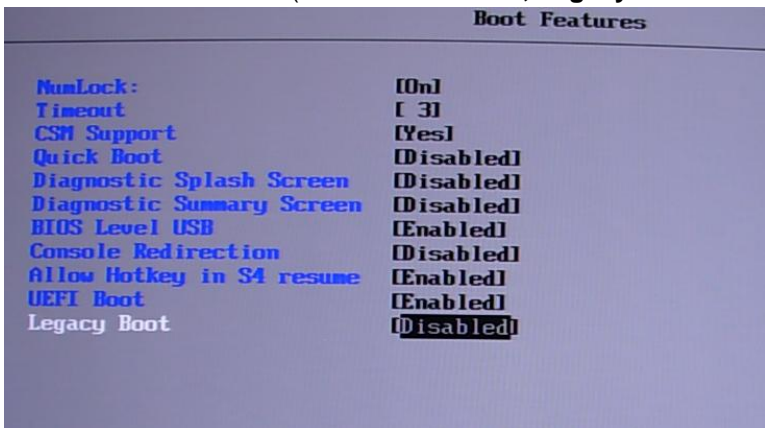 Boot Features
NumLock: [On]
Timeout [ 3]
CSM Support [Yes]
Quick Boot [Disabled]
Diagnostic Splash Screen [Disabled]
Diagnostic Summary Screen [Disabled]
BIOS Level USB [Enabled]
Console Redirection [Disabled]
Allow Hotkey in S4 resume [Enabled]
UEFI Boot [Enabled]
Legacy Boot [Disabled]